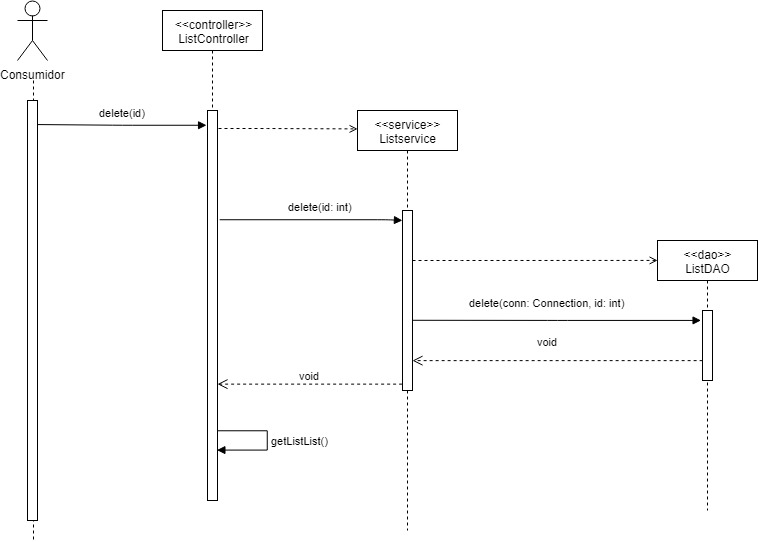 <<controller>>
ListController
Consumidor
delete(id)
<<service>>
Listservice
delete(id: int)
<<dao>>
ListDAO
delete(conn: Connection, id: int)
void
void
getListList()